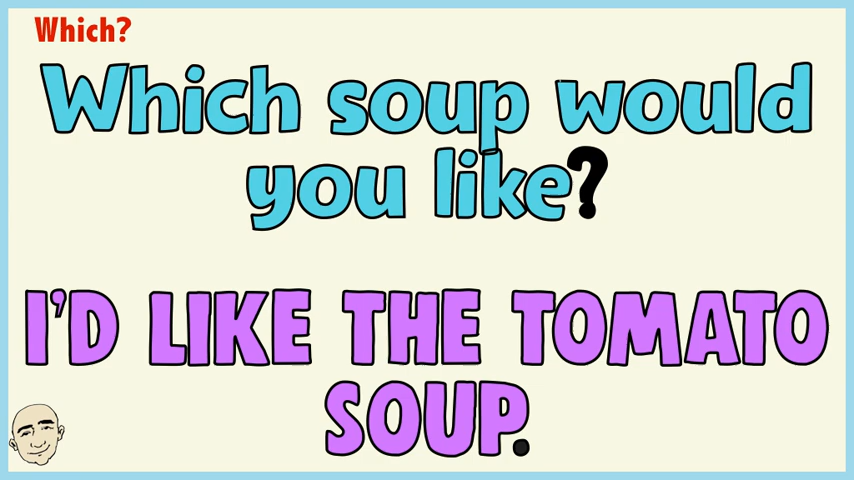 Which?
Which soup would
you like?
I'D LIKE THE TOMATO
SOUP.